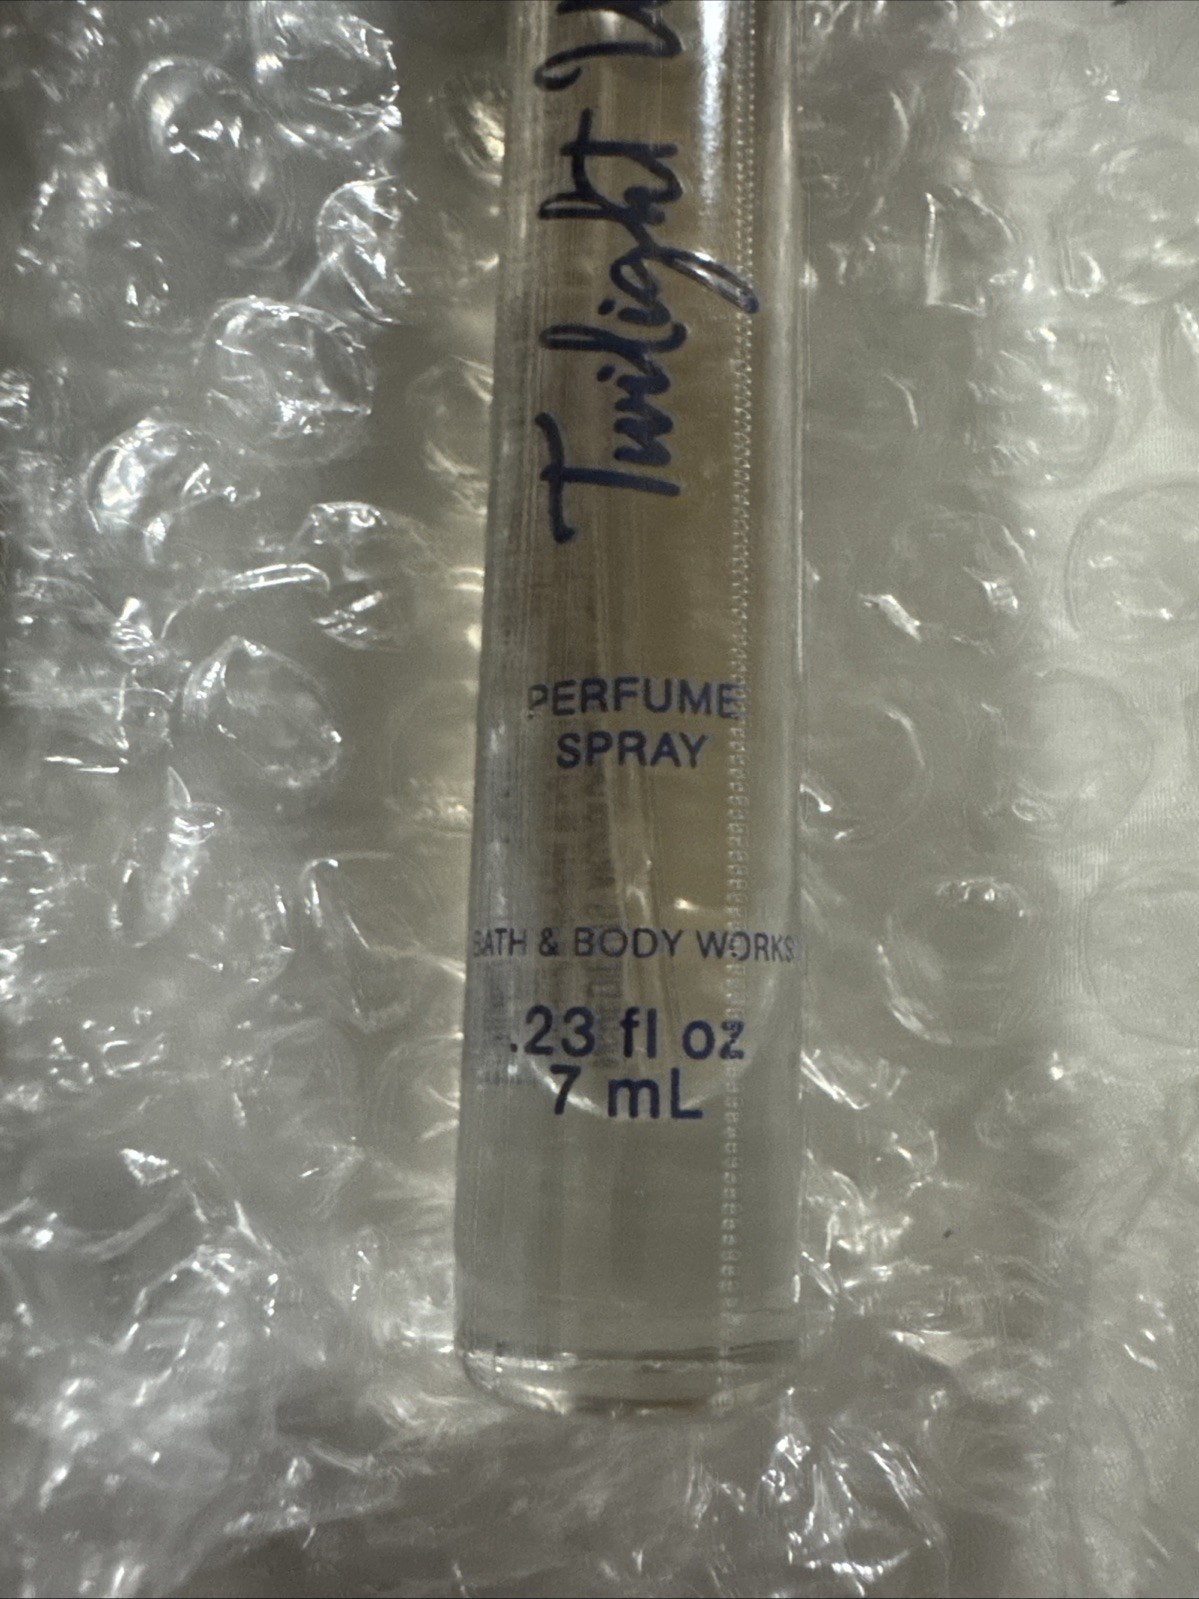 Twilight
PERFUME
SPRAY
BATH & BODY WORKS
.23 fl oz
7 mL